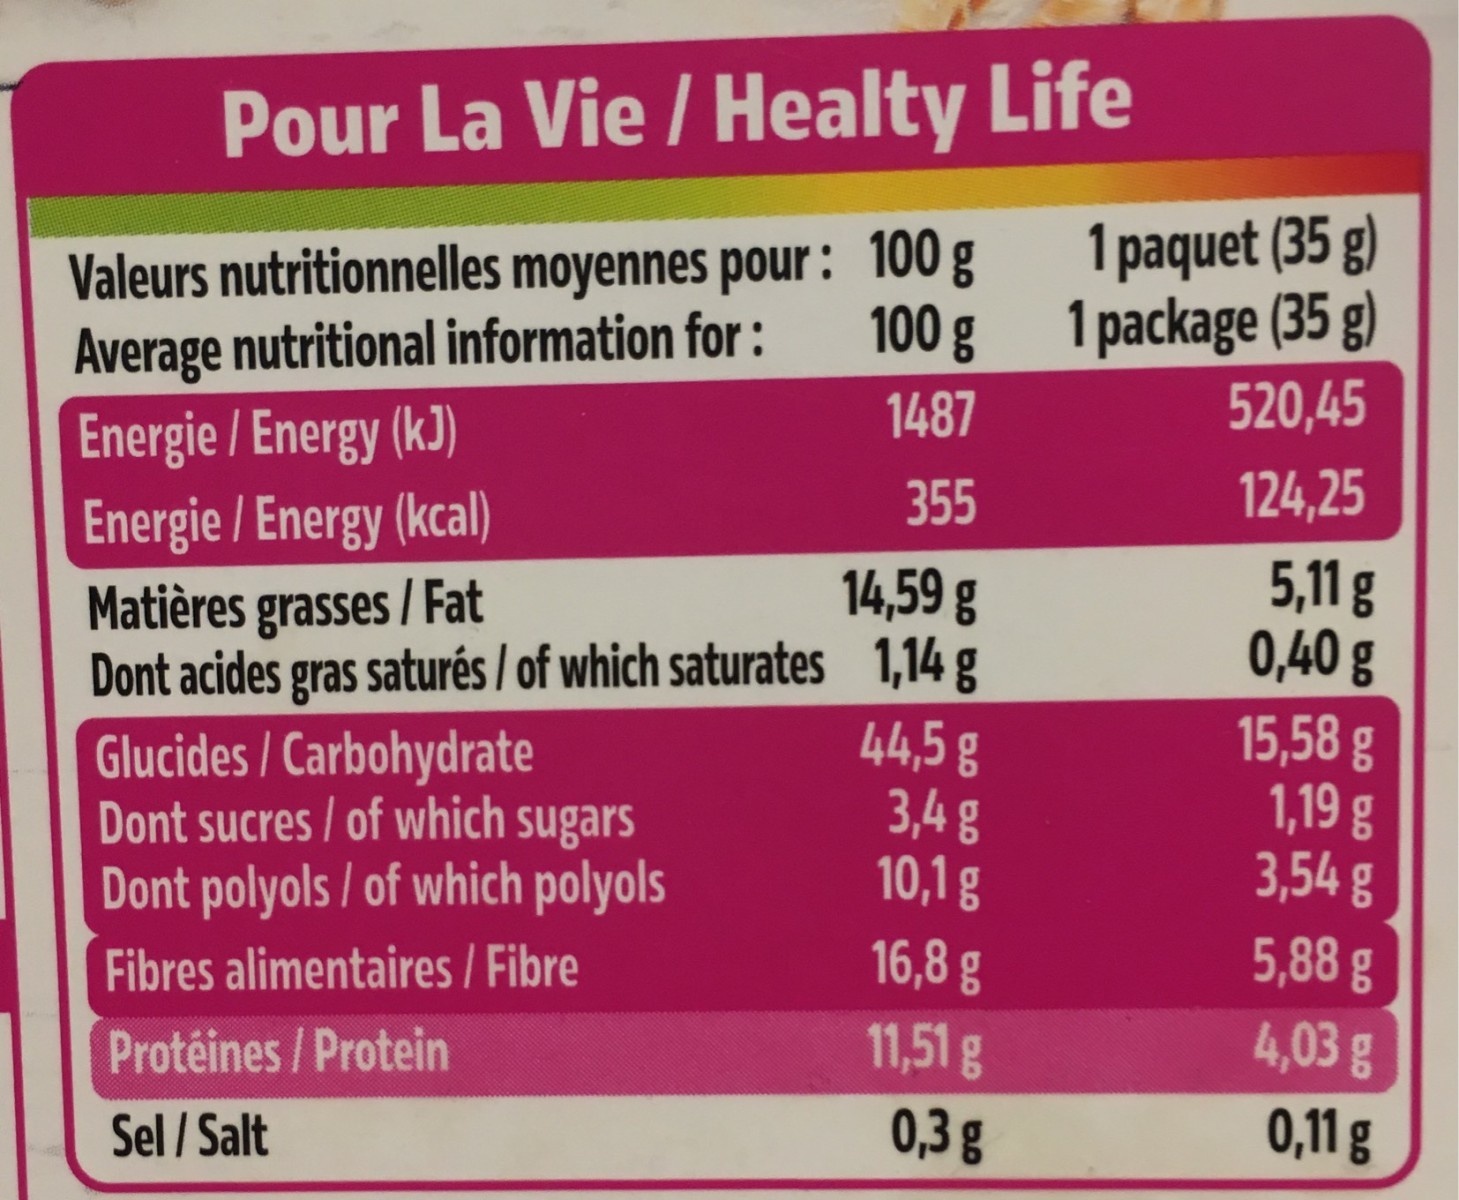 Pour La Vie / Healty Life
Valeurs nutritionnelles moyennes pour : 100 g 1 paquet (35 g)
Average nutritional information for : 100 g 1 package (35 g)
Energie / Energy (kJ) 1487 520,45
Energie / Energy (kcal) 355 124,25
Matières grasses / Fat 14,59 g 5,11 g
Dont acides gras saturés / of which saturates 1,14 g 0,40 g
Glucides / Carbohydrate 44,5 g 15,58 g
Dont sucres / of which sugars 3,4 g 1,19 g
Dont polyols / of which polyols 10,1 g 3,54 g
Fibres alimentaires / Fibre 16,8 g 5,88 g
Protéines / Protein 11,51 g 4,03 g
Sel / Salt 0,3 g 0,11 g